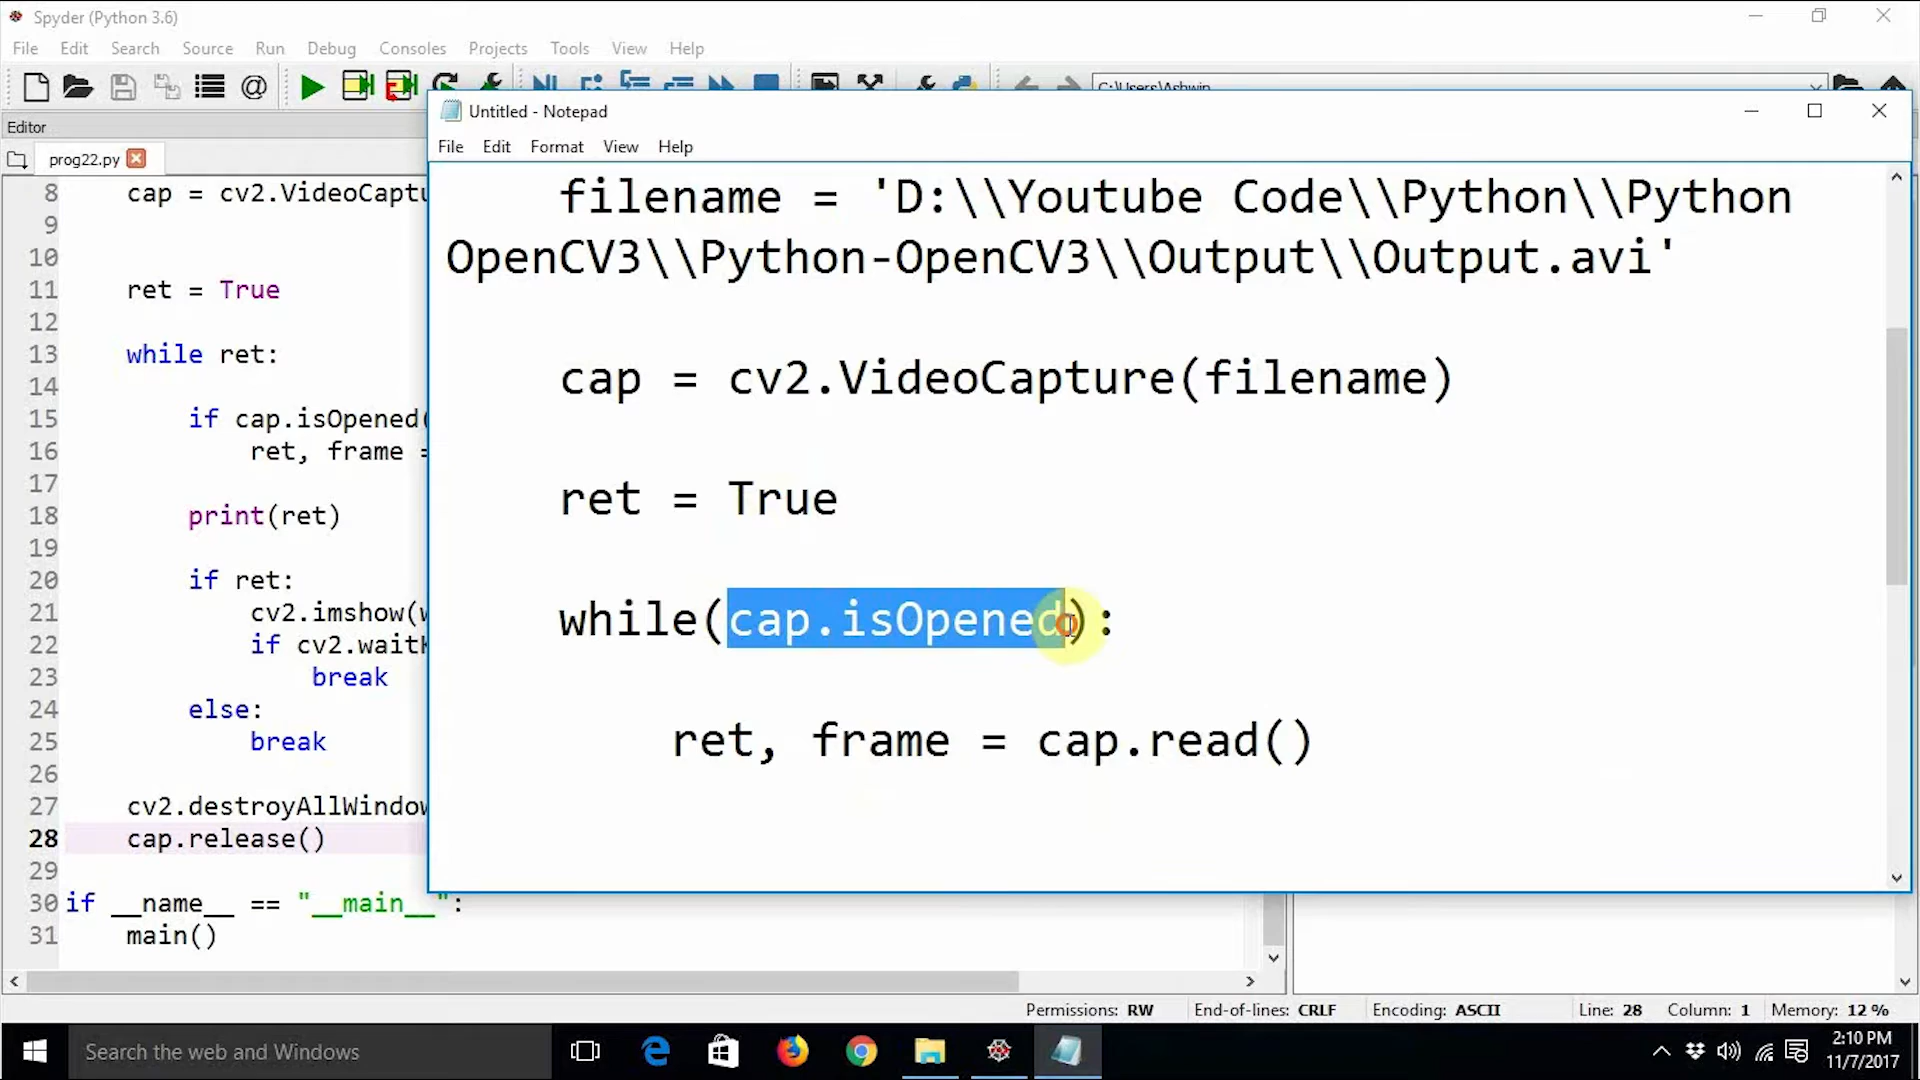 Spyder (Python 3.6)
File Edit Search Source Run Debug Consoles Projects Tools View Help
C:\Users\Ashwin
Editor
prog22.py
8 cap = cv2.VideoCaptu
9
10
11 ret = True
12
13 while ret:
14
15 if cap.isOpened(
16 ret, frame =
17
18 print(ret)
19
20 if ret:
21 cv2.imshow(
22 if cv2.wait
23 break
24 else:
25 break
26
27 cv2.destroyAllWindow
28 cap.release()
29
30 if __name__ == "__main__":
31 main()
Untitled - Notepad
File Edit Format View Help
filename = 'D:\\Youtube Code\\Python\\Python
OpenCV3\\Python-OpenCV3\\Output\\Output.avi'
cap = cv2.VideoCapture(filename)
ret = True
while(cap.isOpened):
ret, frame = cap.read()
Permissions: RW End-of-lines: CRLF Encoding: ASCII Line: 28 Column: 1 Memory: 12 %
Search the web and Windows
2:10 PM
11/7/2017